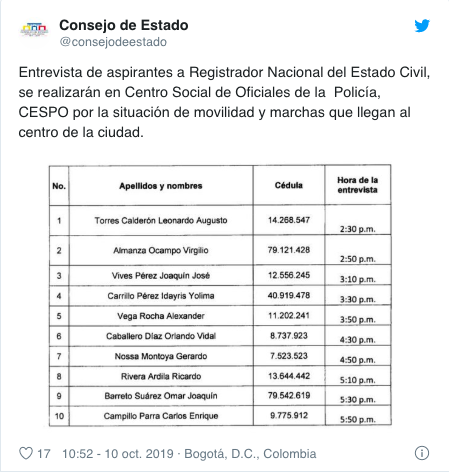 Consejo de Estado
@consejodeestado
Entrevista de aspirantes a Registrador Nacional del Estado Civil,
se realizarán en Centro Social de Oficiales de la Policía,
CESPO por la situación de movilidad y marchas que llegan al
centro de la ciudad.
No. Apellidos y nombres Cédula Hora de la entrevista
1 Torres Calderón Leonardo Augusto 14.268.547 2:30 p.m.
2 Almanza Ocampo Virgilio 79.121.428 2:50 p.m.
3 Vives Pérez Joaquín José 12.556.245 3:10 p.m.
4 Carrillo Pérez Idayris Yolima 40.919.478 3:30 p.m.
5 Vega Rocha Alexander 11.202.241 3:50 p.m.
6 Caballero Díaz Orlando Vidal 8.737.923 4:30 p.m.
7 Nossa Montoya Gerardo 7.523.523 4:50 p.m.
8 Rivera Ardila Ricardo 13.644.442 5:10 p.m.
9 Barreto Suárez Omar Joaquín 79.542.619 5:30 p.m.
10 Campillo Parra Carlos Enrique 9.775.912 5:50 p.m.
17 10:52 - 10 oct. 2019 · Bogotá, D.C., Colombia